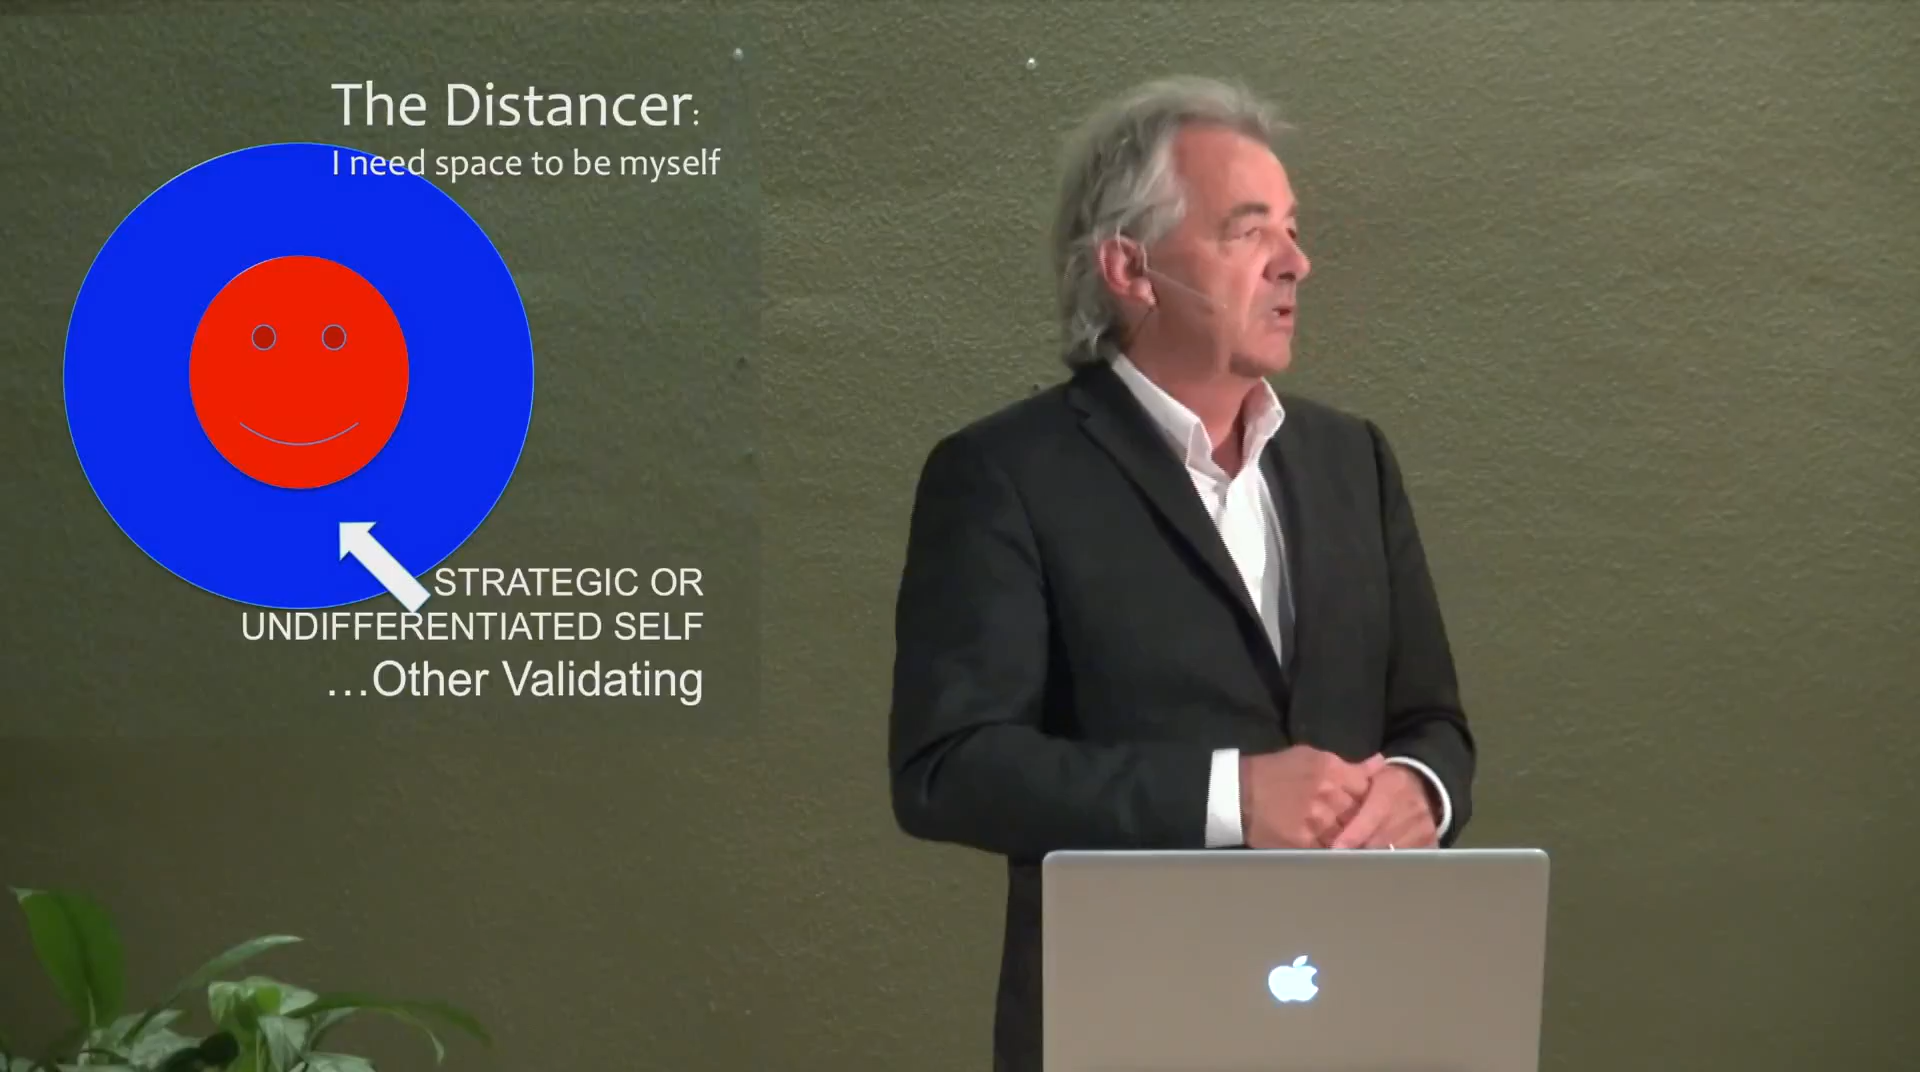 The Distancer:
I need space to be myself
STRATEGIC OR
UNDIFFERENTIATED SELF
…Other Validating